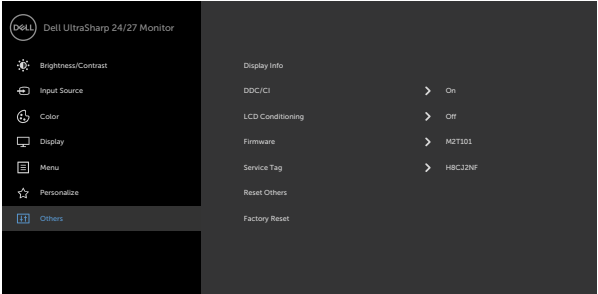 DELL
Dell UltraSharp 24/27 Monitor
Brightness/Contrast
Input Source
Color
Display
Menu
Personalize
Others
Display Info
DDC/CI > On
LCD Conditioning > Off
Firmware > M2T101
Service Tag > H8CJ2NF
Reset Others
Factory Reset